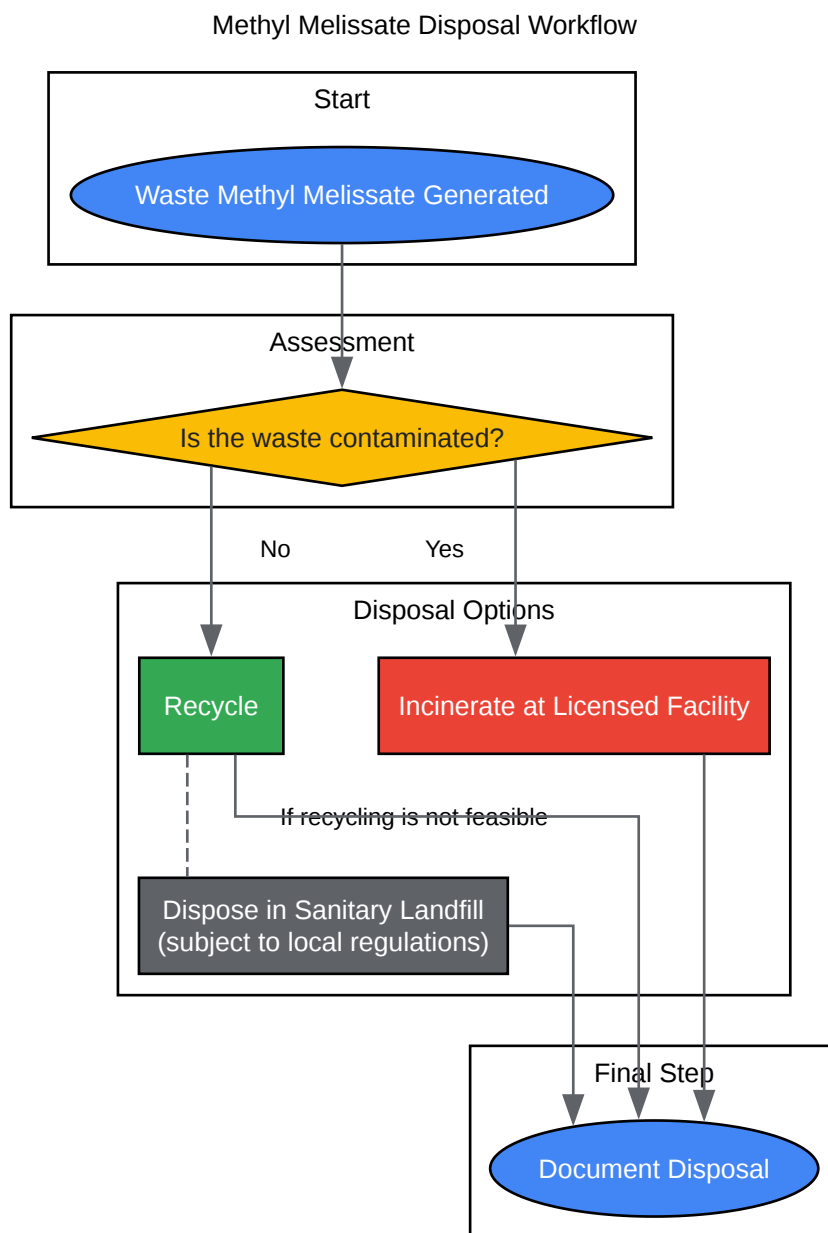 Methyl Melissate Disposal Workflow
Start
Waste Methyl Melissate Generated
Assessment
Is the waste contaminated?
No
Yes
Disposal Options
Recycle
Incinerate at Licensed Facility
If recycling is not feasible
Dispose in Sanitary Landfill
(subject to local regulations)
Final Step
Document Disposal